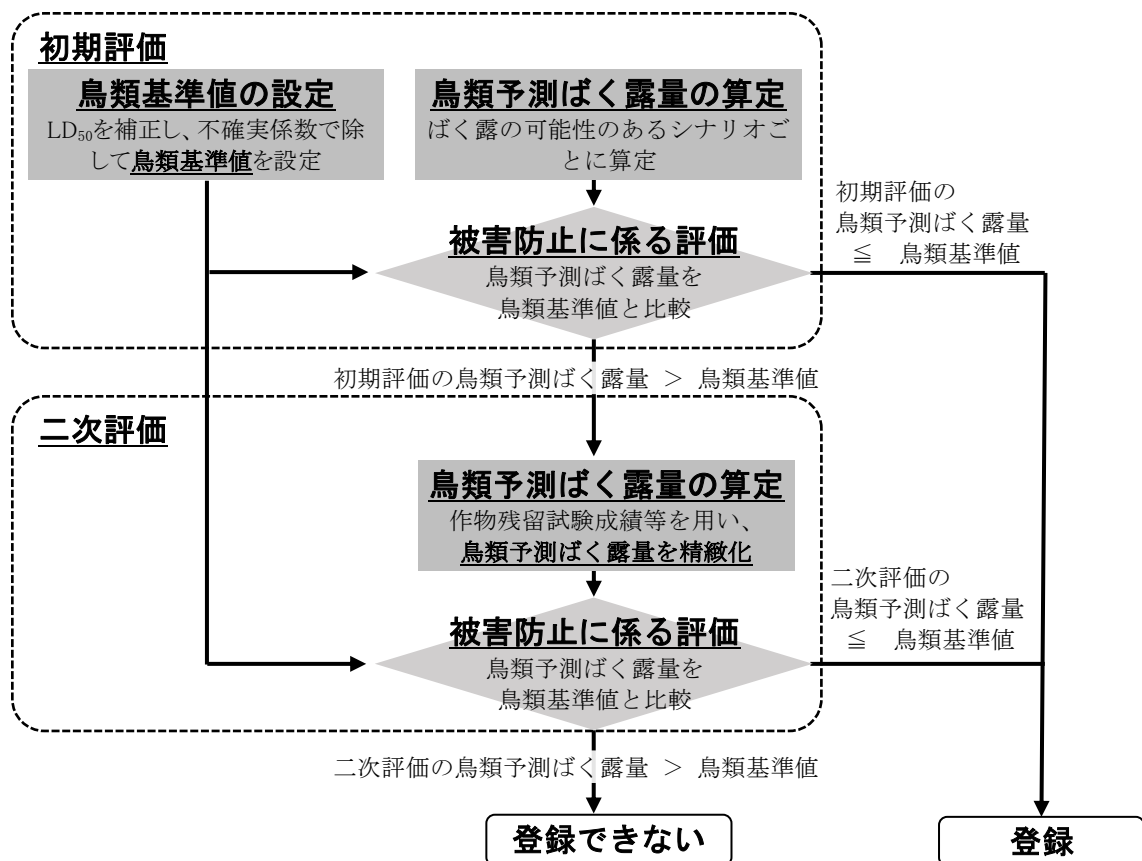 初期評価
鳥類基準値の設定
LD₅₀を補正し、不確実係数で除
して鳥類基準値を設定
鳥類予測ばく露量の算定
ばく露の可能性のあるシナリオご
とに算定
被害防止に係る評価
鳥類予測ばく露量を
鳥類基準値と比較
初期評価の
鳥類予測ばく露量
≦ 鳥類基準値
初期評価の鳥類予測ばく露量 > 鳥類基準値
二次評価
鳥類予測ばく露量の算定
作物残留試験成績等を用い、
鳥類予測ばく露量を精緻化
被害防止に係る評価
鳥類予測ばく露量を
鳥類基準値と比較
二次評価の
鳥類予測ばく露量
≦ 鳥類基準値
二次評価の鳥類予測ばく露量 > 鳥類基準値
登録できない
登録